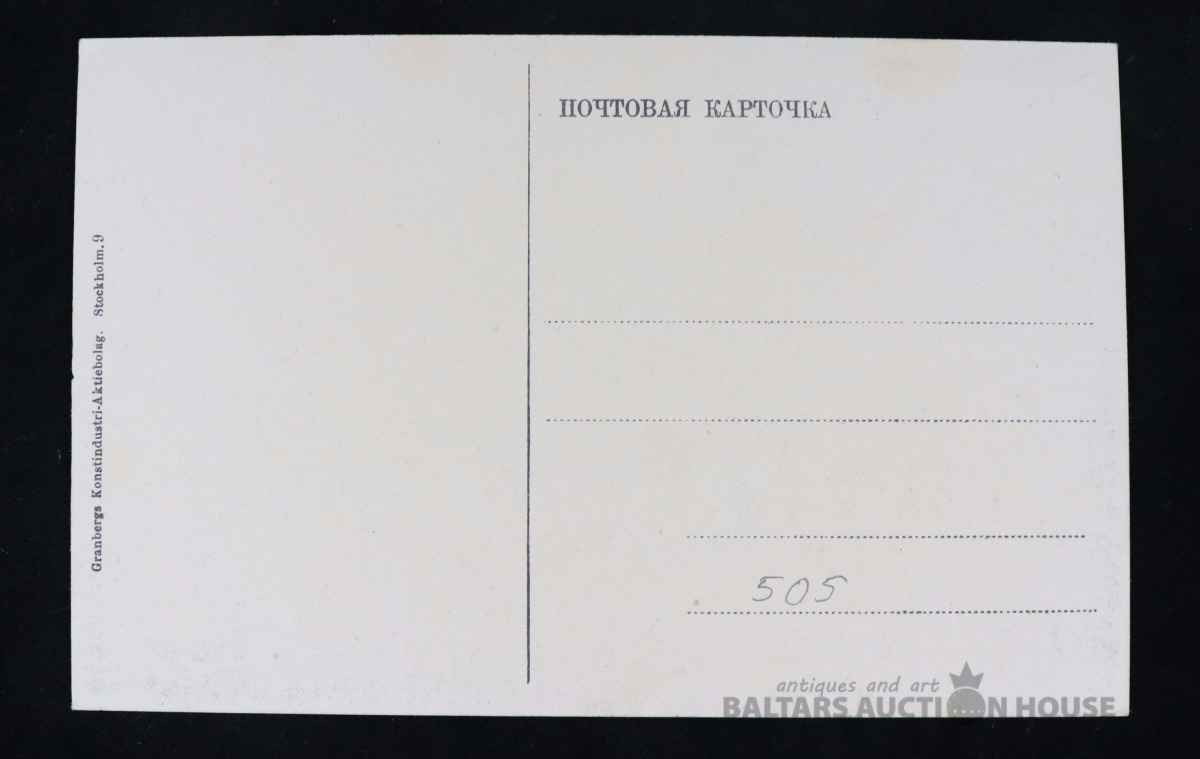 ПОЧТОВАЯ КАРТОЧКА
Granbergs Konstindustri-Aktiebolag. Stockholm. 9
505
antiques and art
BALTARS AUCTION HOUSE